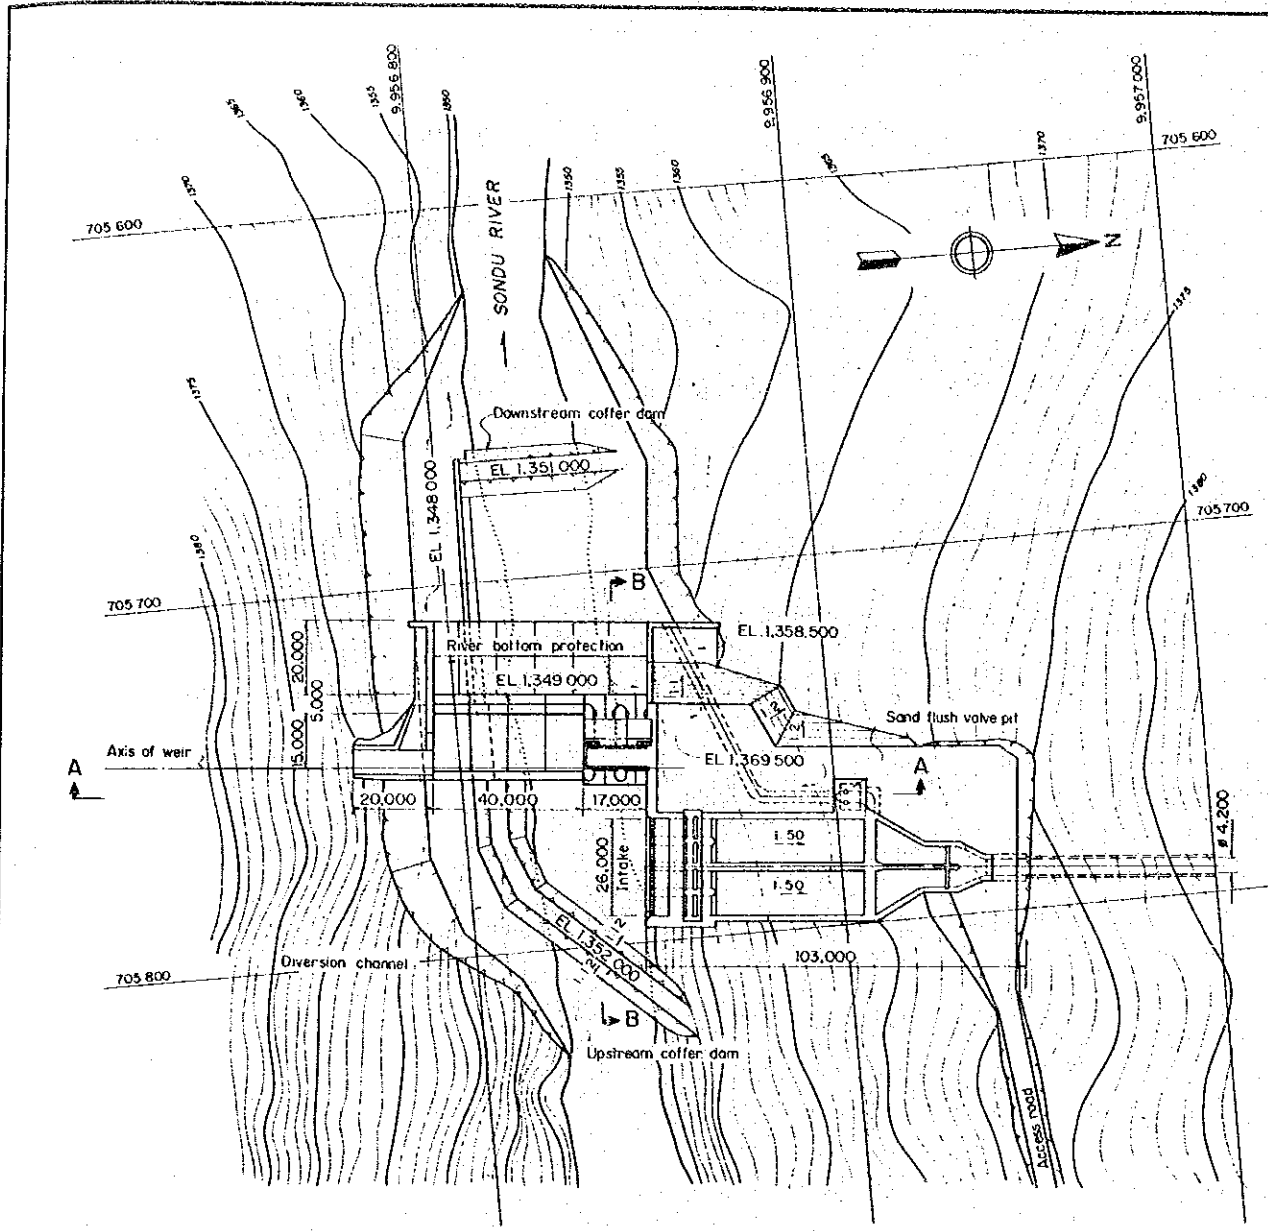 9.956 800
9.956 900
9.957 000
1365
1360
1355
1350
1350
1355
1360
1365
1370
705 600
1370
705 600
SONDU RIVER
N
1375
1375
Downstream coffer dam
EL 1,351 000
EL 1,348 000
1380
705 700
1380
B
705 700
EL 1,358.500
River bottom protection
20,000
EL 1,349 000
5,000
Sand flush valve pit
Axis of weir
15,000
EL 1,369 500
A
A
20,000
40,000
17,000
ø 4,200
1.50
26,000
Intake
1.50
EL 1,352 000
Diversion channel
103,000
705 800
B
Upstream coffer dam
Access road